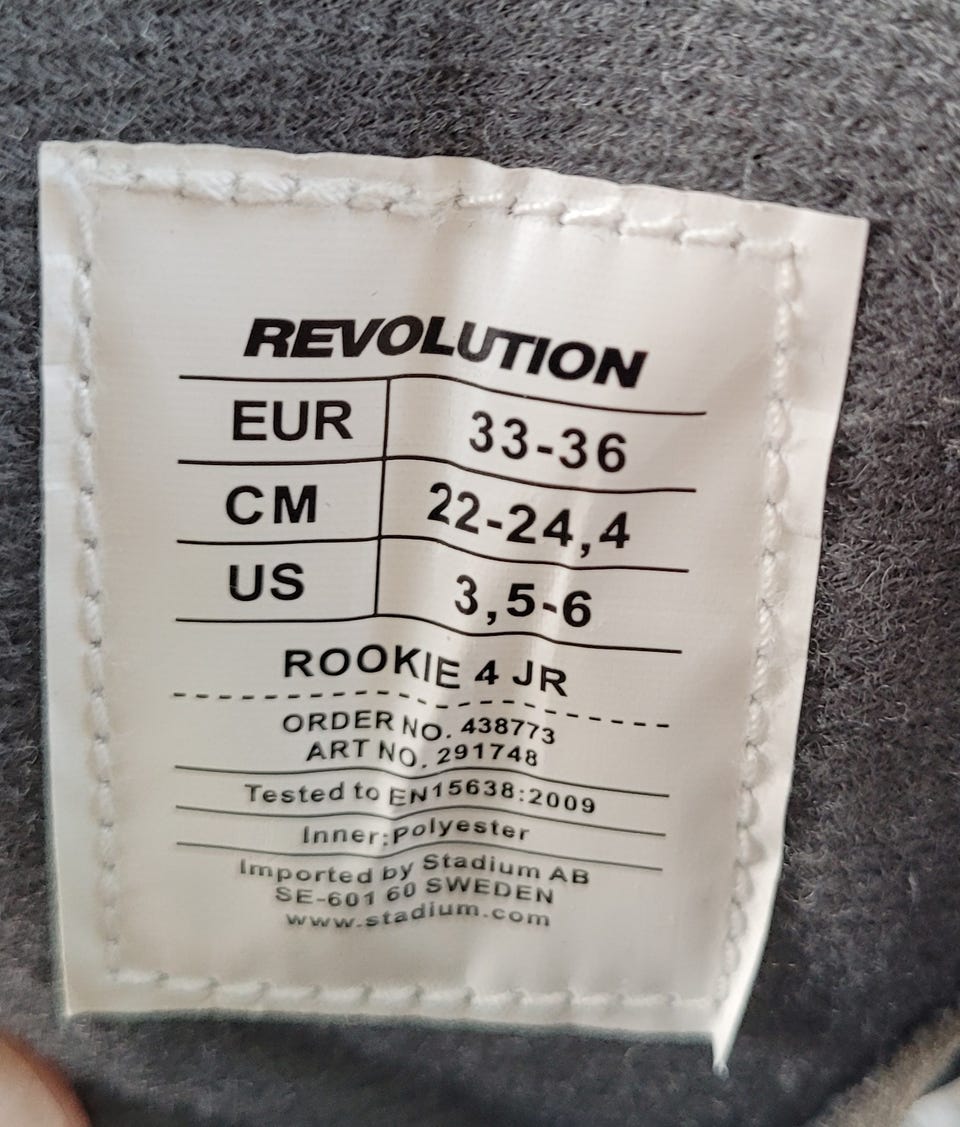 REVOLUTION
EUR 33-36
CM 22-24,4
US 3,5-6
ROOKIE 4 JR
ORDER NO. 438773
ART NO. 291748
Tested to EN15638:2009
Inner:Polyester
Imported by Stadium AB
SE-601 60 SWEDEN
www.stadium.com